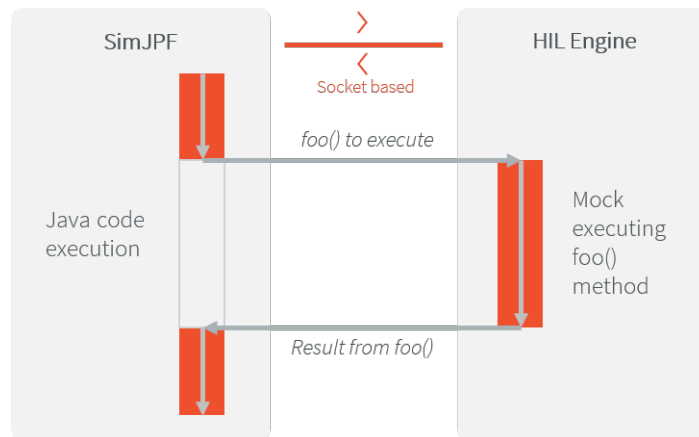 SimJPF
HIL Engine
Socket based
foo() to execute
Java code
execution
Mock
executing
foo()
method
Result from foo()